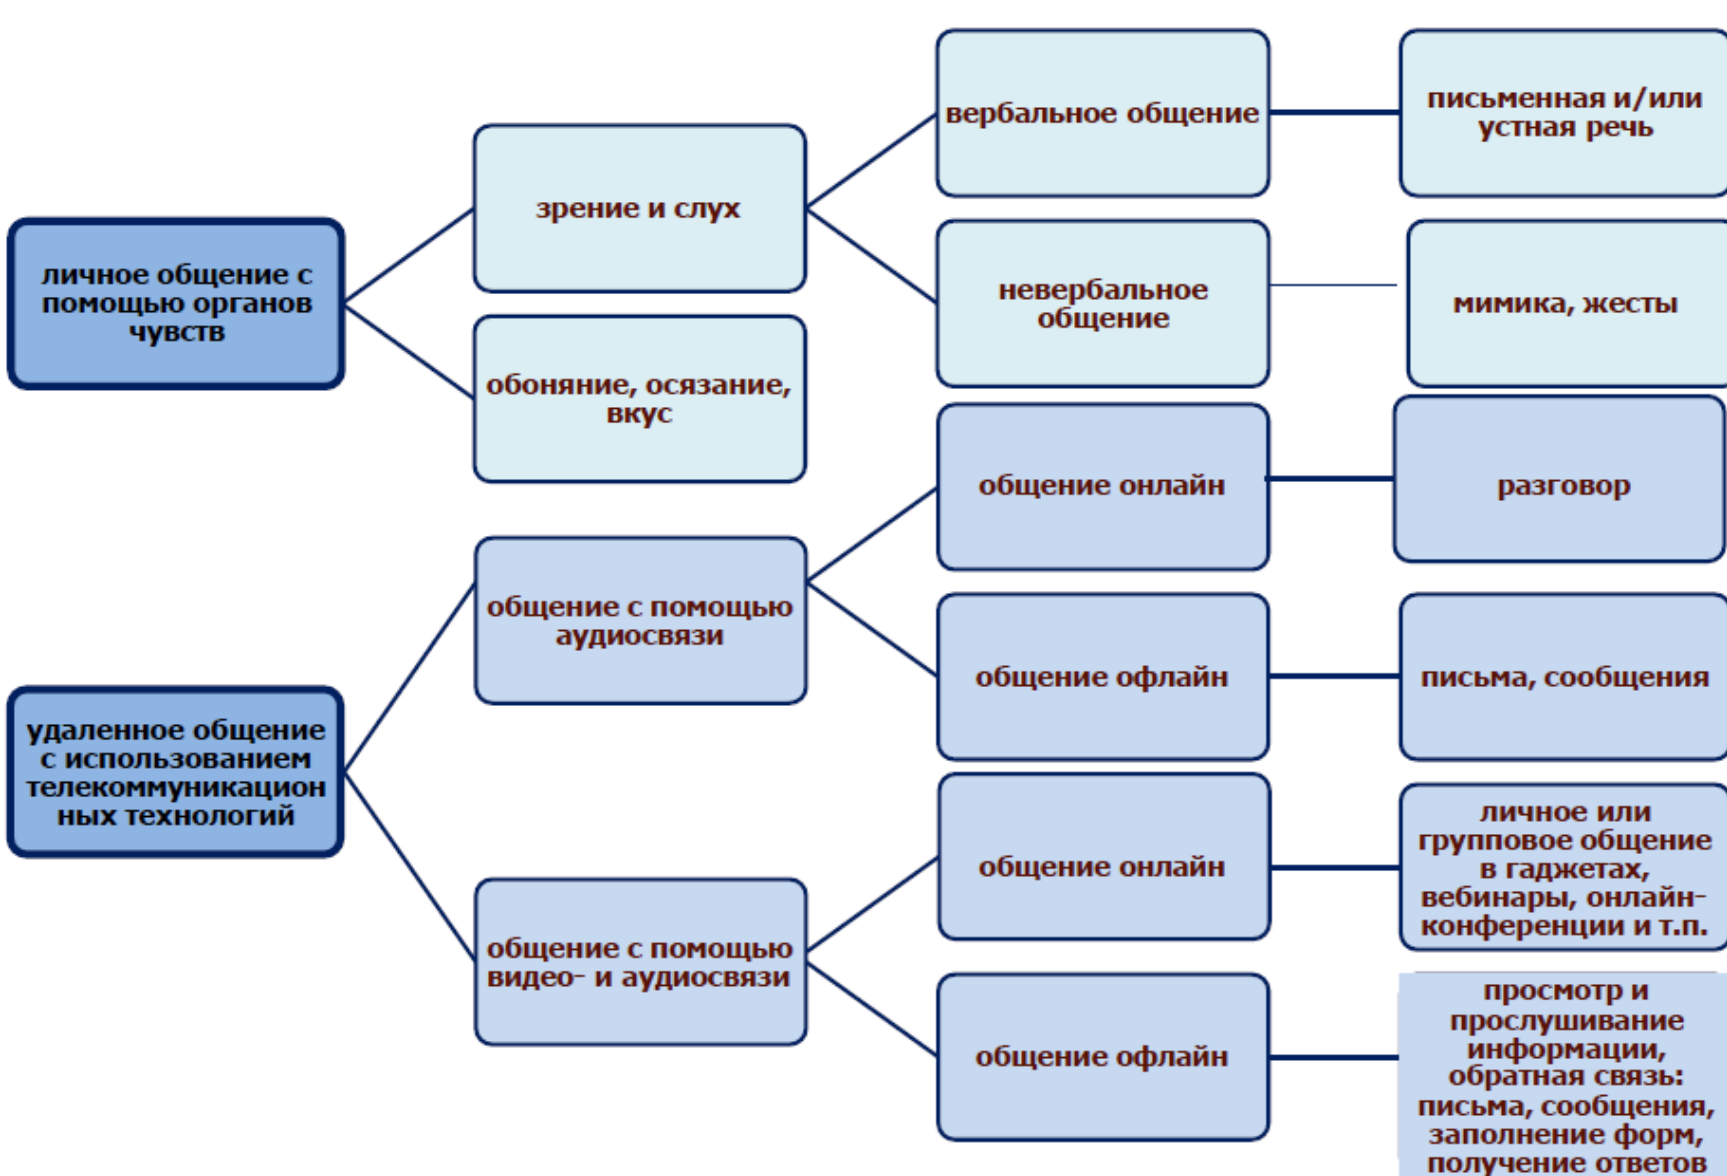 личное общение с
помощью органов
чувств
зрение и слух
вербальное общение
письменная и/или
устная речь
невербальное
общение
мимика, жесты
обоняние, осязание,
вкус
удаленное общение
с использованием
телекоммуникацион
ных технологий
общение с помощью
аудиосвязи
общение онлайн
разговор
общение офлайн
письма, сообщения
общение с помощью
видео- и аудиосвязи
общение онлайн
личное или
групповое общение
в гаджетах,
вебинары, онлайн-
конференции и т.п.
общение офлайн
просмотр и
прослушивание
информации,
обратная связь:
письма, сообщения,
заполнение форм,
получение ответов